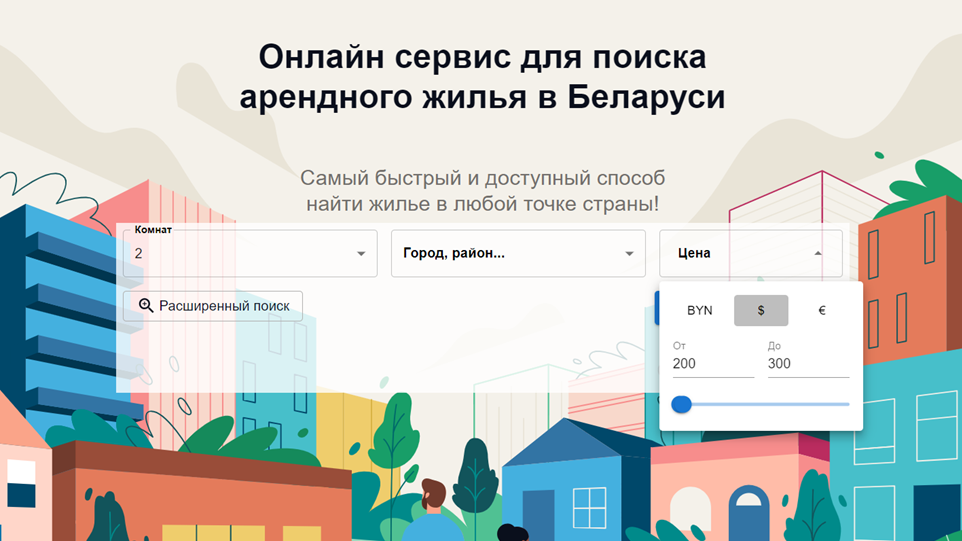 Онлайн сервис для поиска
арендного жилья в Беларуси
Самый быстрый и доступный способ
найти жилье в любой точке страны!
Комнат
2
Город, район...
Цена
Расширенный поиск
BYN $ €
От До
200 300